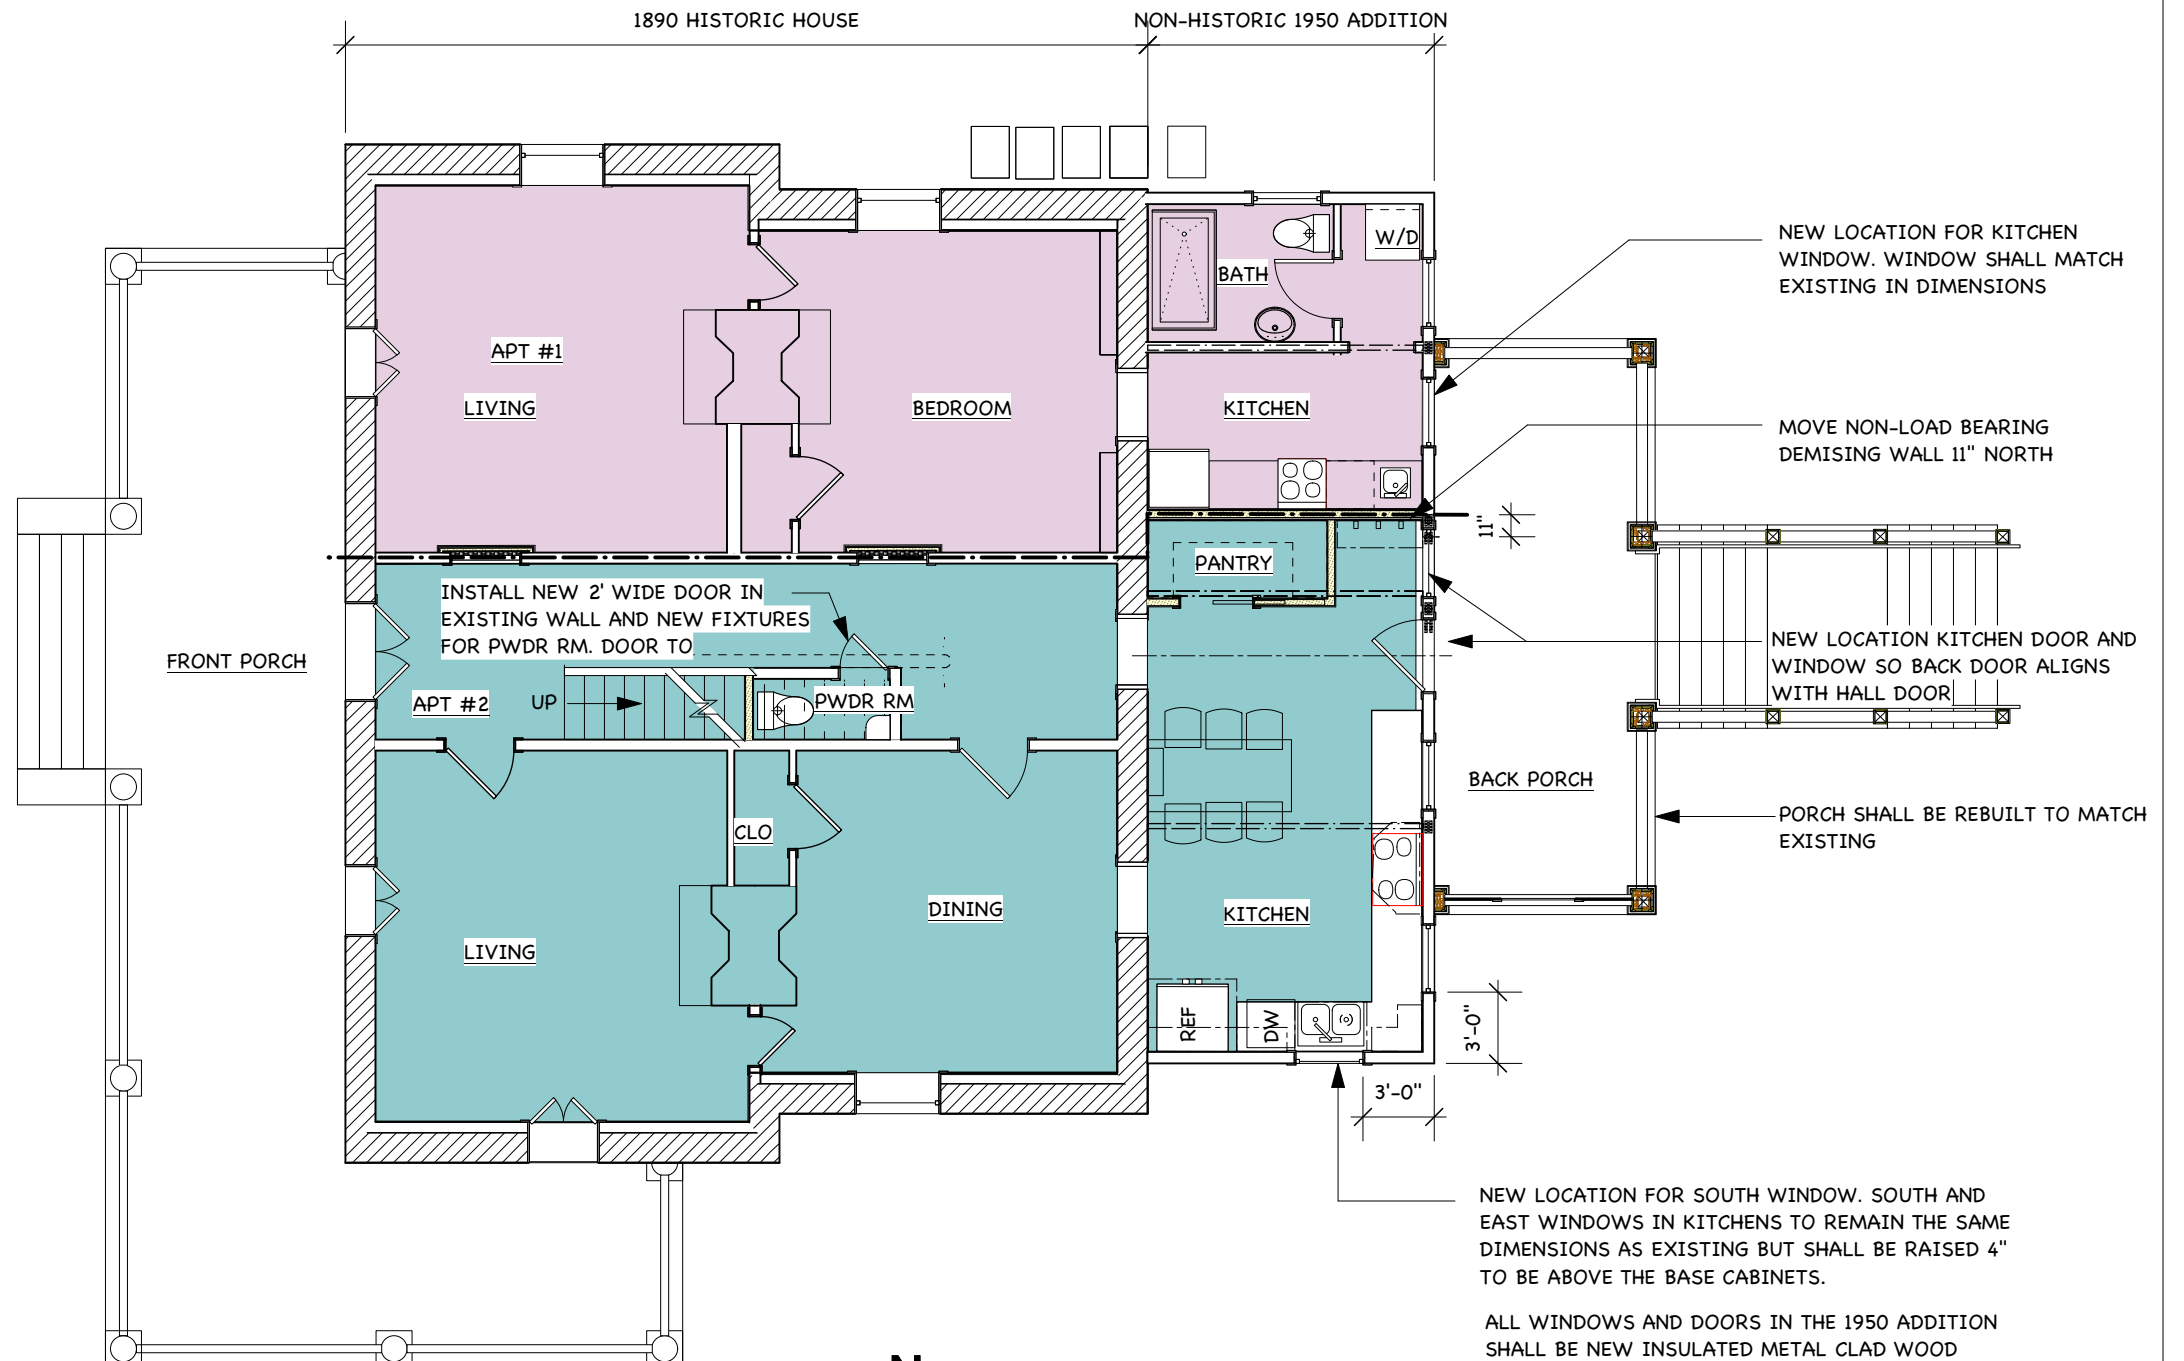 1890 HISTORIC HOUSE
NON-HISTORIC 1950 ADDITION
W/D
BATH
NEW LOCATION FOR KITCHEN
WINDOW. WINDOW SHALL MATCH
EXISTING IN DIMENSIONS
APT #1
LIVING
BEDROOM
KITCHEN
MOVE NON-LOAD BEARING
DEMISING WALL 11" NORTH
11"
PANTRY
INSTALL NEW 2' WIDE DOOR IN
EXISTING WALL AND NEW FIXTURES
FOR PWDR RM. DOOR TO
FRONT PORCH
NEW LOCATION KITCHEN DOOR AND
WINDOW SO BACK DOOR ALIGNS
WITH HALL DOOR
APT #2
UP
PWDR RM
BACK PORCH
PORCH SHALL BE REBUILT TO MATCH
EXISTING
CLO
DINING
KITCHEN
LIVING
REF
DW
3'-0"
3'-0"
NEW LOCATION FOR SOUTH WINDOW. SOUTH AND
EAST WINDOWS IN KITCHENS TO REMAIN THE SAME
DIMENSIONS AS EXISTING BUT SHALL BE RAISED 4"
TO BE ABOVE THE BASE CABINETS.
ALL WINDOWS AND DOORS IN THE 1950 ADDITION
SHALL BE NEW INSULATED METAL CLAD WOOD
N